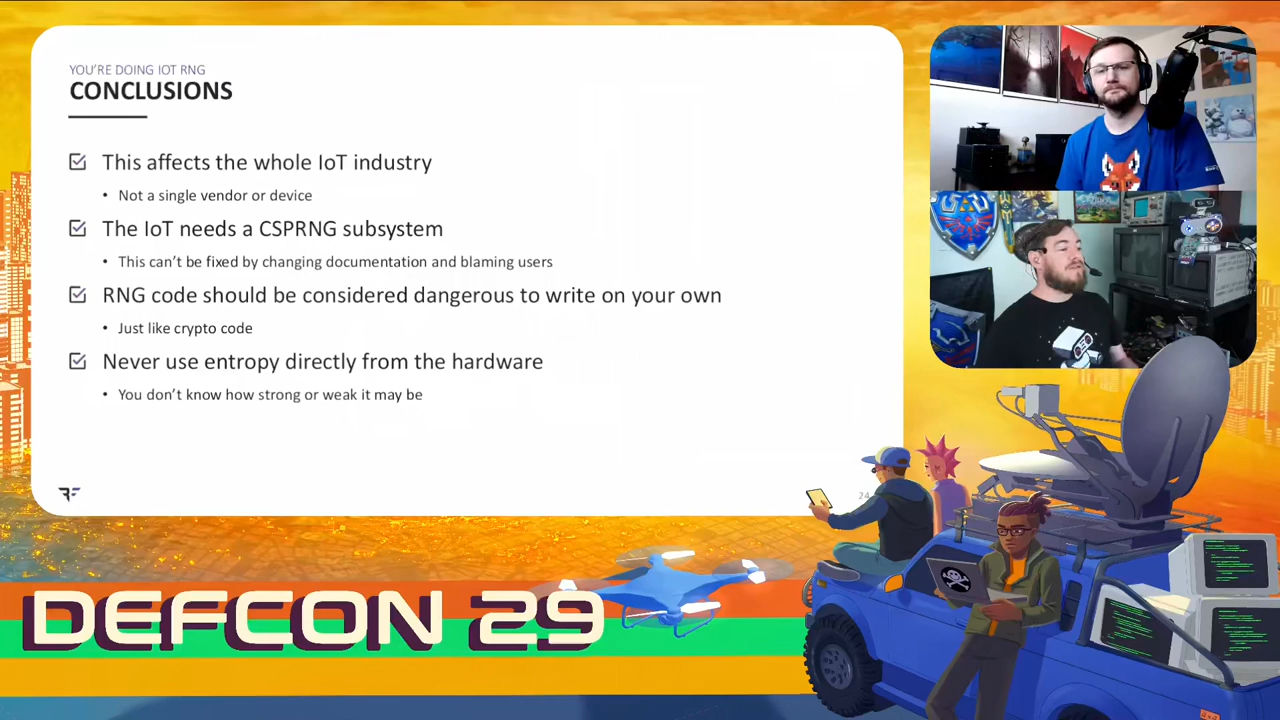 YOU'RE DOING IOT RNG
CONCLUSIONS
This affects the whole IoT industry
• Not a single vendor or device
The IoT needs a CSPRNG subsystem
• This can't be fixed by changing documentation and blaming users
RNG code should be considered dangerous to write on your own
• Just like crypto code
Never use entropy directly from the hardware
• You don't know how strong or weak it may be
24
DEFCON 29